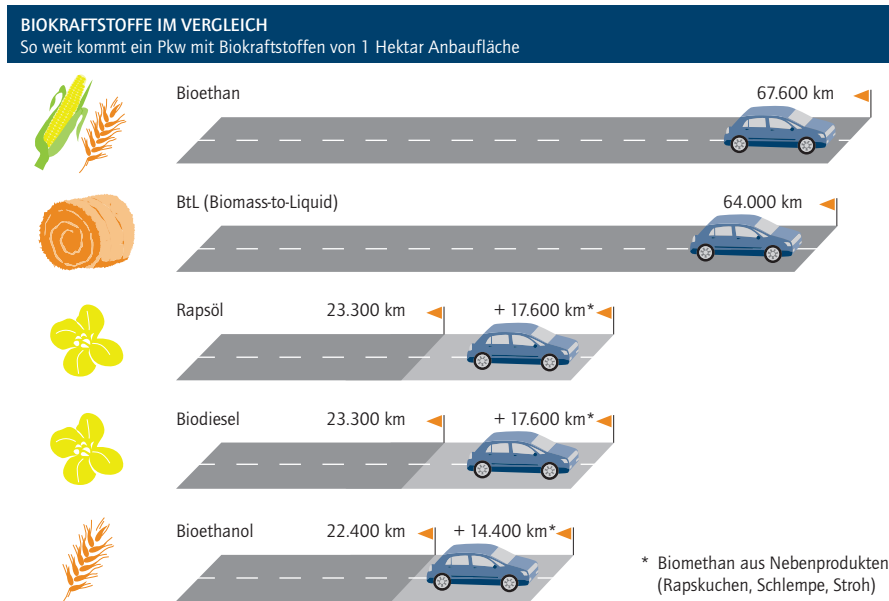 BIOKRAFTSTOFFE IM VERGLEICH
So weit kommt ein Pkw mit Biokraftstoffen von 1 Hektar Anbaufläche
Bioethan 67.600 km
BtL (Biomass-to-Liquid) 64.000 km
Rapsöl 23.300 km + 17.600 km*
Biodiesel 23.300 km + 17.600 km*
Bioethanol 22.400 km + 14.400 km*
* Biomethan aus Nebenprodukten
(Rapskuchen, Schlempe, Stroh)